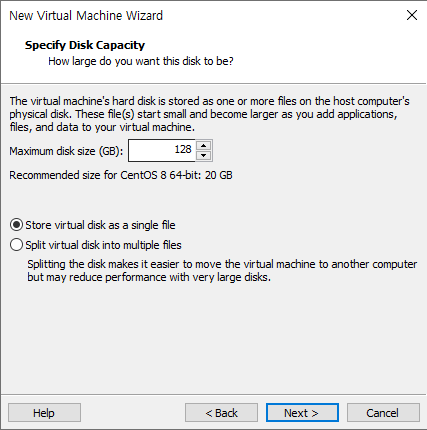 New Virtual Machine Wizard
Specify Disk Capacity
How large do you want this disk to be?
The virtual machine's hard disk is stored as one or more files on the host computer's
physical disk. These file(s) start small and become larger as you add applications,
files, and data to your virtual machine.
Maximum disk size (GB): 128
Recommended size for CentOS 8 64-bit: 20 GB
Store virtual disk as a single file
Split virtual disk into multiple files
Splitting the disk makes it easier to move the virtual machine to another computer
but may reduce performance with very large disks.
Help < Back Next > Cancel